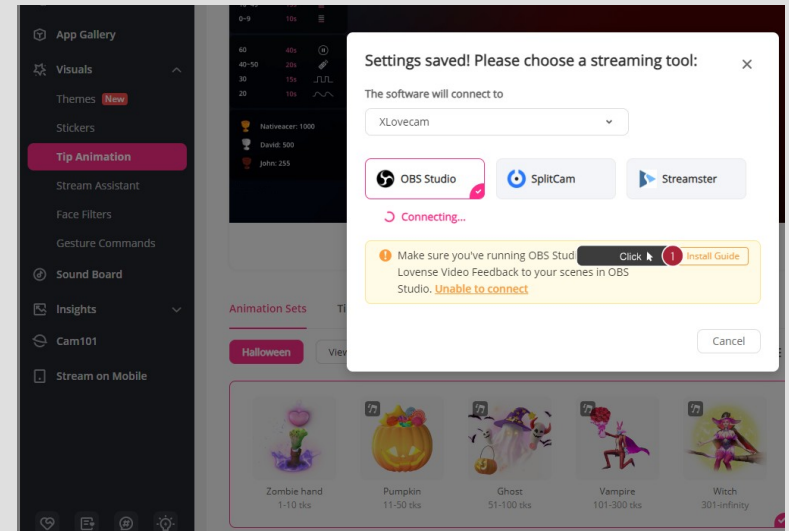 0~9 10s
App Gallery
Visuals
Themes New
Stickers
Tip Animation
Stream Assistant
Face Filters
Gesture Commands
Sound Board
Insights
Cam101
Stream on Mobile
60 40s
40~50 20s
30 15s
20 10s
Nativeacer: 1000
David: 500
John: 255
Animation Sets
Halloween
Zombie hand
1-10 tks
Pumpkin
11-50 tks
Ghost
51-100 tks
Vampire
101-300 tks
Witch
301-infinity
Settings saved! Please choose a streaming tool:
The software will connect to
XLovecam
OBS Studio
SplitCam
Streamster
Connecting...
Make sure you've running OBS Stud
Click 1 Install Guide
Lovense Video Feedback to your scenes in OBS
Studio. Unable to connect
Cancel